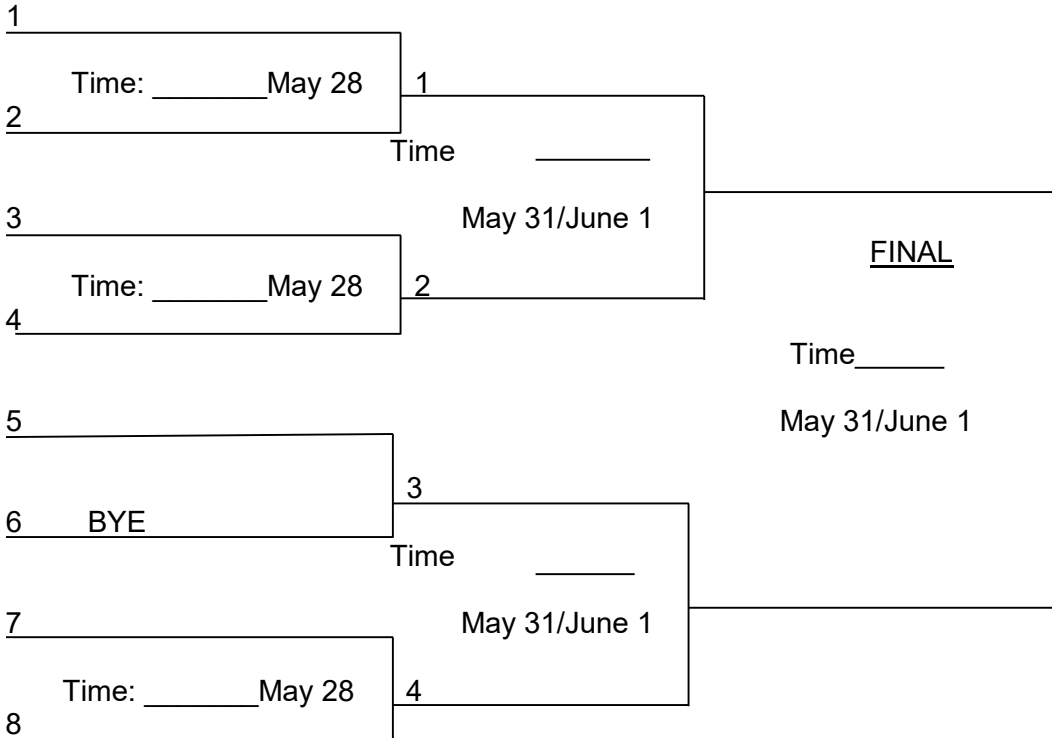 1
Time: _______May 28
1
2
Time _______
3
May 31/June 1
FINAL
Time: _______May 28
2
4
Time______
5
May 31/June 1
3
6 BYE
Time ______
7
May 31/June 1
Time: _______May 28
4
8